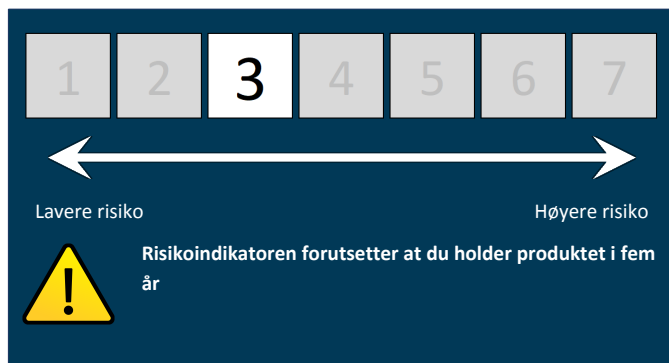 1 2 3 4 5 6 7
Lavere risiko Høyere risiko
Risikoindikatoren forutsetter at du holder produktet i fem
år